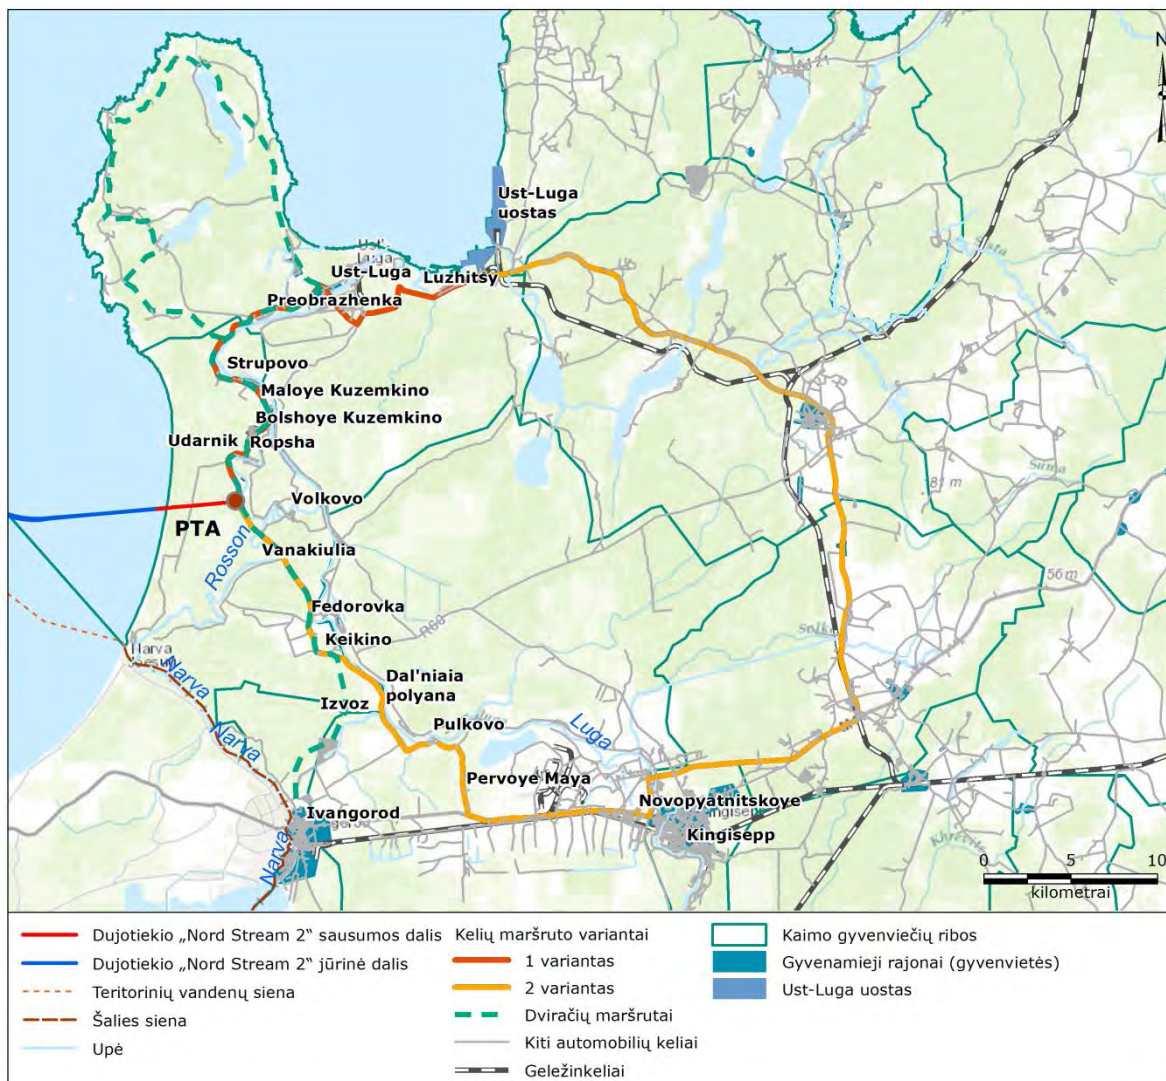 N
Ust-Luga
uostas
Ust-Luga
Luzhitsy
Preobrazhenka
Strupovo
Maloye Kuzemkino
Bolshoye Kuzemkino
Udarnik
Ropsha
81 m
Volkovo
PTA
Rosson
Vanakiulia
56 m
Fedorovka
Keikino
Narva
Narva
Dal'niaia
polyana
Izvoz
Pulkovo
Luga
Pervoye Maya
Novopyatnitskoye
Ivangorod
Kingisepp
Narva
0 5 10
kilometrai
Dujotiekio „Nord Stream 2“ sausumos dalis
Dujotiekio „Nord Stream 2“ jūrinė dalis
Teritorinių vandenų siena
Šalies siena
Upė
Kelių maršruto variantai
1 variantas
2 variantas
Dviračių maršrutai
Kiti automobilių keliai
Geležinkeliai
Kaimo gyvenviečių ribos
Gyvenamieji rajonai (gyvenvietės)
Ust-Luga uostas